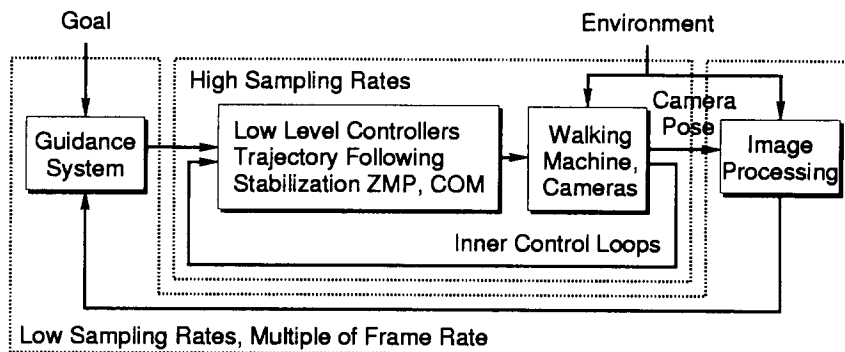 Goal
Environment
High Sampling Rates
Camera
Pose
Guidance
System
Low Level Controllers
Trajectory Following
Stabilization ZMP, COM
Walking
Machine,
Cameras
Image
Processing
Inner Control Loops
Low Sampling Rates, Multiple of Frame Rate